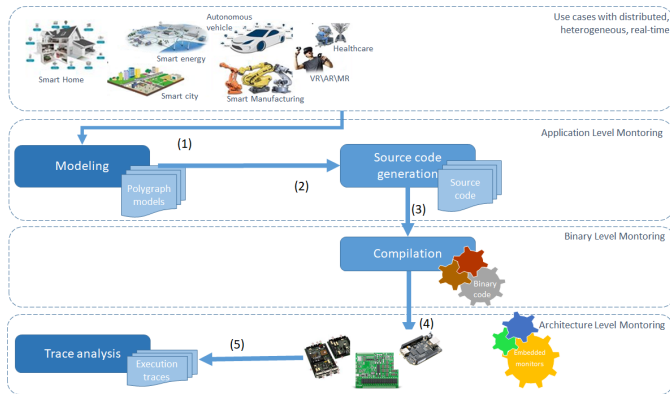 Use cases with distributed,
heterogeneous, real-time
Autonomous
vehicle
Healthcare
Smart energy
Smart Home
VR\AR\MR
Smart city
Smart Manufacturing
Application Level Montoring
(1)
Modeling
Polygraph
models
(2)
Source code
generation
Source
code
(3)
Binary Level Montoring
Compilation
Binary
code
(4)
Architecture Level Montoring
Trace analysis
Execution
traces
(5)
Embedded
monitors